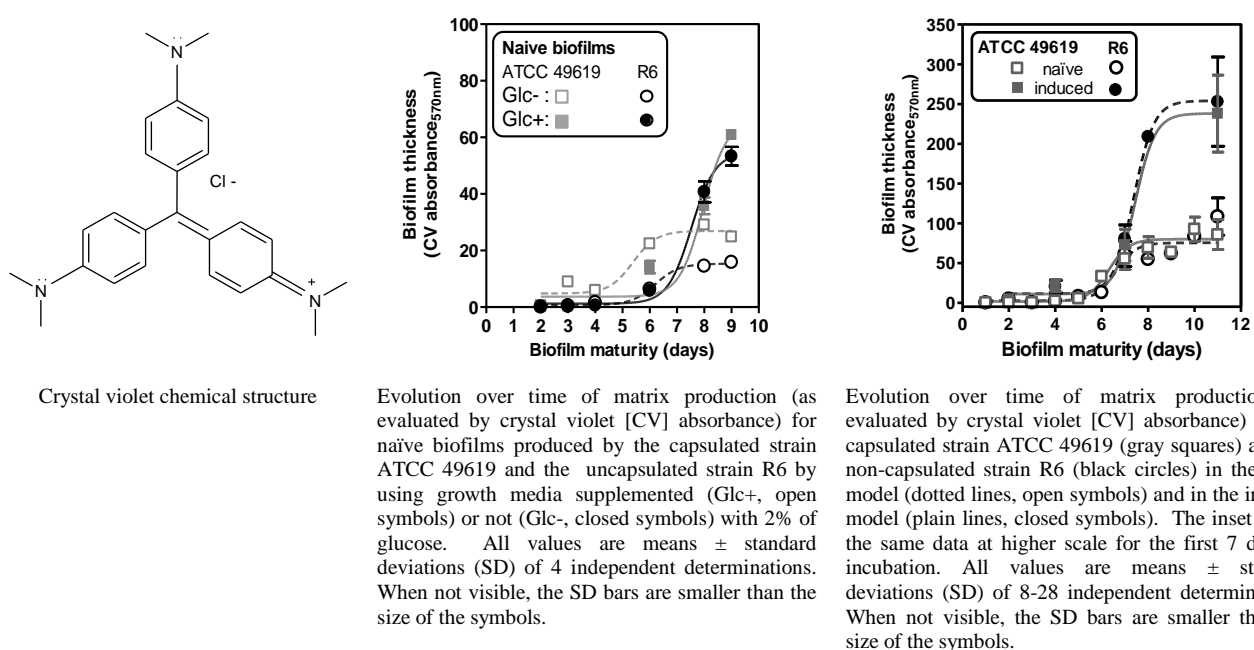 N
N
N
+
Cl -
Crystal violet chemical structure
100
80
60
40
20
0
0 1 2 3 4 5 6 7 8 9 10
Biofilm thickness
(CV absorbance570nm)
Biofilm maturity (days)
Naive biofilms
ATCC 49619 R6
Glc- :
Glc+:
Evolution over time of matrix production (as
evaluated by crystal violet [CV] absorbance) for
naïve biofilms produced by the capsulated strain
ATCC 49619 and the uncapsulated strain R6 by
using growth media supplemented (Glc+, open
symbols) or not (Glc-, closed symbols) with 2% of
glucose. All values are means ± standard
deviations (SD) of 4 independent determinations.
When not visible, the SD bars are smaller than the
size of the symbols.
350
300
250
200
150
100
50
0
0 2 4 6 8 10 12
Biofilm thickness
(CV absorbance570nm)
Biofilm maturity (days)
ATCC 49619 R6
naïve
induced
Evolution over time of matrix productio
evaluated by crystal violet [CV] absorbance)
capsulated strain ATCC 49619 (gray squares) a
non-capsulated strain R6 (black circles) in the
model (dotted lines, open symbols) and in the in
model (plain lines, closed symbols). The inset
the same data at higher scale for the first 7 d
incubation. All values are means ± st
deviations (SD) of 8-28 independent determin
When not visible, the SD bars are smaller th
size of the symbols.